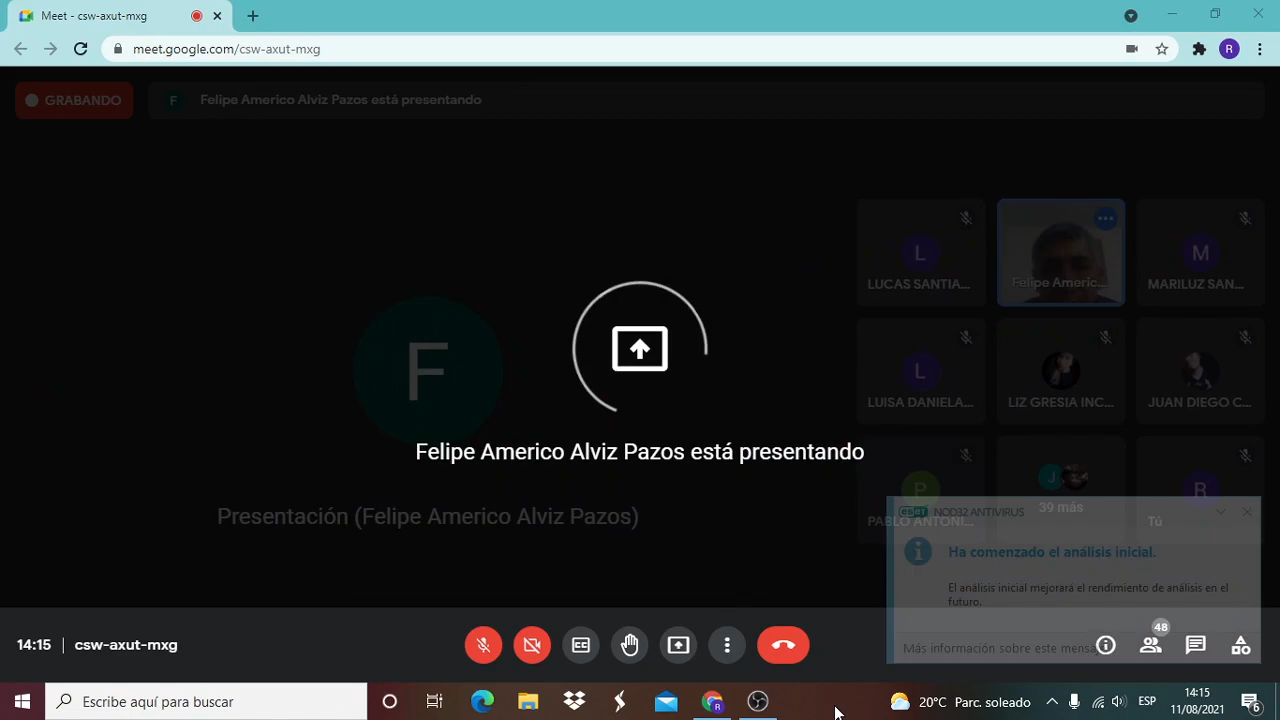 Meet - csw-axut-mxg
meet.google.com/csw-axut-mxg
R
GRABANDO
F
Felipe Americo Alviz Pazos está presentando
L
M
LUCAS SANTIA...
Felipe Americ...
MARILUZ SAN...
F
L
LUISA DANIELA...
LIZ GRESIA INC...
JUAN DIEGO C...
Felipe Americo Alviz Pazos está presentando
P
J
R
39 más
PABLO ANTONI...
Tú
Presentación (Felipe Americo Alviz Pazos)
eset NOD32 ANTIVIRUS
Ha comenzado el análisis inicial.
El análisis inicial mejorará el rendimiento de análisis en el
futuro.
Más información sobre este mensa
14:15
csw-axut-mxg
CC
48
Escribe aquí para buscar
R
20°C Parc. soleado
ESP
14:15
11/08/2021
6